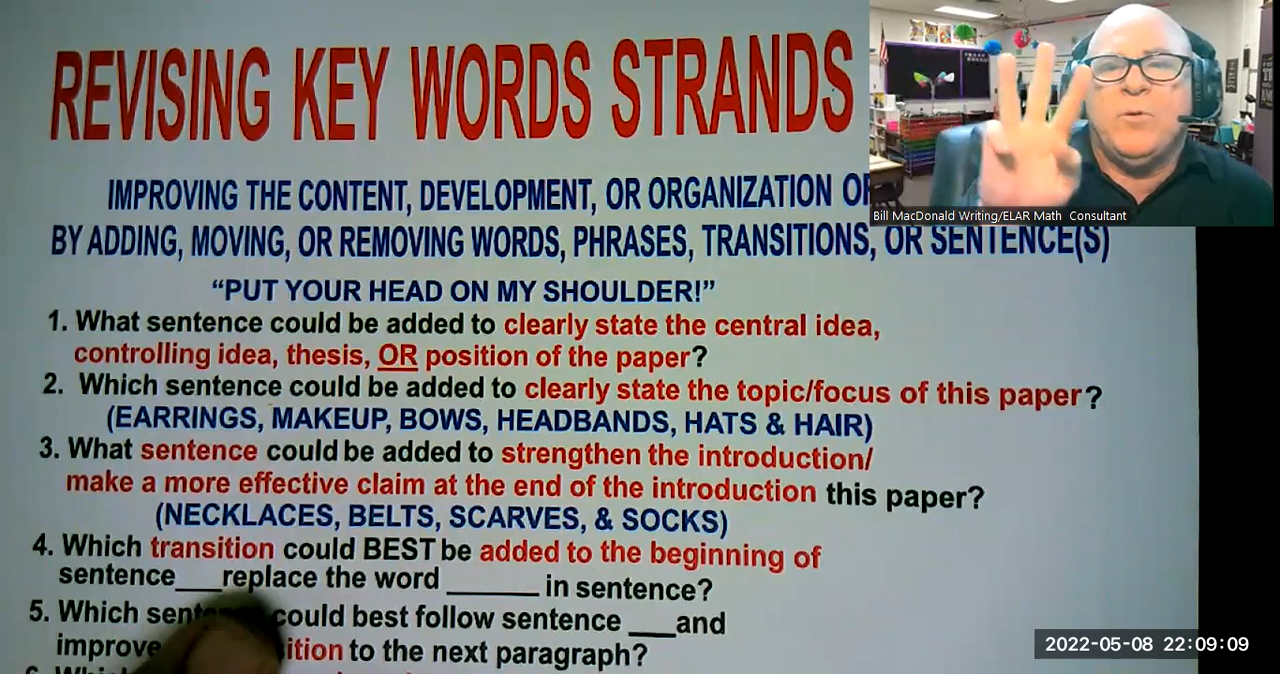 REVISING KEY WORDS STRANDS
IMPROVING THE CONTENT, DEVELOPMENT, OR ORGANIZATION
BY ADDING, MOVING, OR REMOVING WORDS, PHRASES, TRANSITIONS, OR SENTENCE(S)
“PUT YOUR HEAD ON MY SHOULDER!”
1. What sentence could be added to clearly state the central idea,
controlling idea, thesis, OR position of the paper?
2. Which sentence could be added to clearly state the topic/focus of this paper?
(EARRINGS, MAKEUP, BOWS, HEADBANDS, HATS & HAIR)
3. What sentence could be added to strengthen the introduction/
make a more effective claim at the end of the introduction this paper?
(NECKLACES, BELTS, SCARVES, & SOCKS)
4. Which transition could BEST be added to the beginning of
sentence___replace the word ______ in sentence?
5. Which could best follow sentence ___and
improve to the next paragraph?
Bill MacDonald Writing/ELAR Math Consultant
2022-05-08 22:09:09